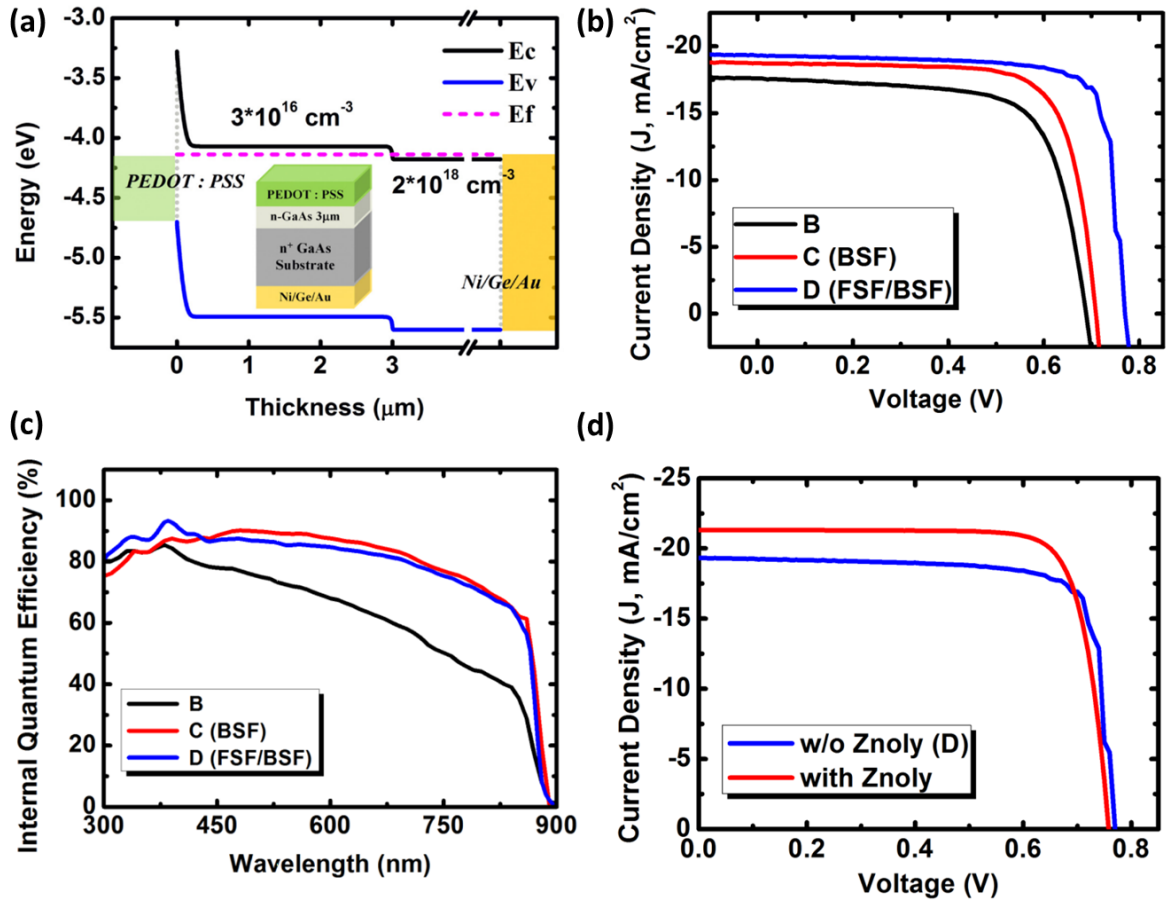 (a)
-3.0
-3.5
-4.0
-4.5
-5.0
-5.5
Energy (eV)
Ec
Ev
Ef
3*10^16 cm^-3
2*10^18 cm^-3
PEDOT : PSS
PEDOT : PSS
n-GaAs 3μm
n+ GaAs
Substrate
Ni/Ge/Au
Ni/Ge/Au
0 1 2 3
Thickness (μm)
(b)
-20
-15
-10
-5
0
Current Density (J, mA/cm^2)
B
C (BSF)
D (FSF/BSF)
0.0 0.2 0.4 0.6 0.8
Voltage (V)
(c)
100
80
60
40
20
0
Internal Quantum Efficiency (%)
B
C (BSF)
D (FSF/BSF)
300 450 600 750 900
Wavelength (nm)
(d)
-25
-20
-15
-10
-5
0
Current Density (J, mA/cm^2)
w/o Znoly (D)
with Znoly
0.0 0.2 0.4 0.6 0.8
Voltage (V)